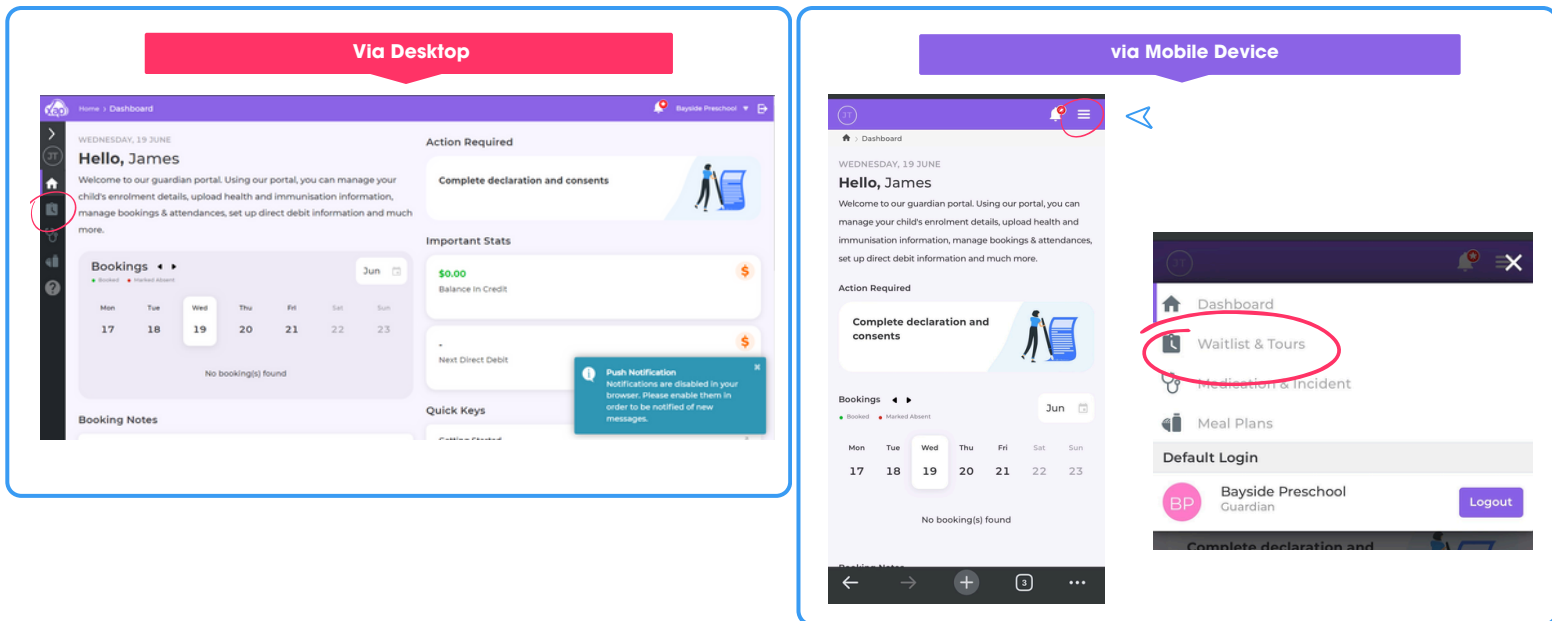 Via Desktop
Xap
Home > Dashboard
Bayside Preschool
JT
WEDNESDAY, 19 JUNE
Hello, James
Welcome to our guardian portal. Using our portal, you can manage your
child's enrolment details, upload health and immunisation information,
manage bookings & attendances, set up direct debit information and much
more.
Bookings
Jun
Booked Marked Absent
Mon Tue Wed Thu Fri Sat Sun
17 18 19 20 21 22 23
No booking(s) found
Booking Notes
Action Required
Complete declaration and consents
Important Stats
$0.00
Balance In Credit
-
Next Direct Debit
Quick Keys
Getting Started
Push Notification
Notifications are disabled in your
browser. Please enable them in
order to be notified of new
messages.
via Mobile Device
JT
> Dashboard
WEDNESDAY, 19 JUNE
Hello, James
Welcome to our guardian portal. Using our portal, you can
manage your child's enrolment details, upload health and
immunisation information, manage bookings & attendances,
set up direct debit information and much more.
Action Required
Complete declaration and
consents
Bookings
Jun
Booked Marked Absent
Mon Tue Wed Thu Fri Sat Sun
17 18 19 20 21 22 23
No booking(s) found
Booking Notes
3
JT
Dashboard
Waitlist & Tours
Medication & Incident
Meal Plans
Default Login
BP
Bayside Preschool
Guardian
Logout
Complete declaration and